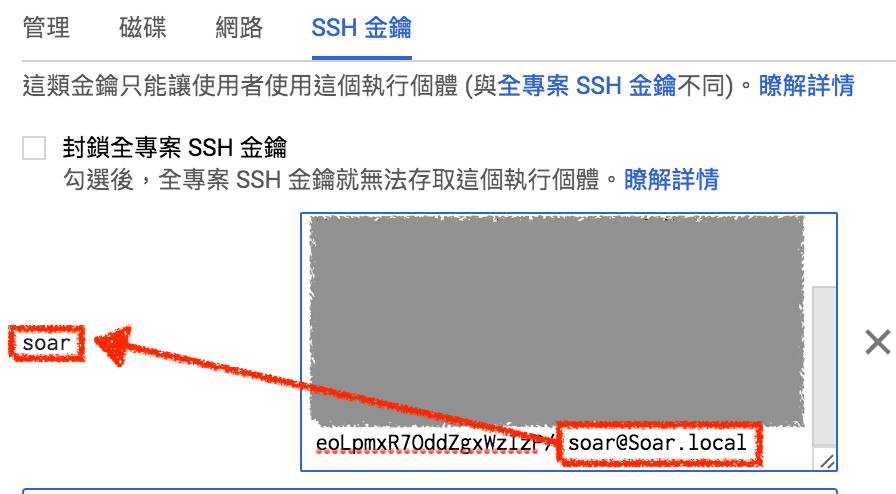 管理 磁碟 網路 SSH 金鑰
這類金鑰只能讓使用者使用這個執行個體 (與全專案 SSH 金鑰不同)。瞭解詳情
封鎖全專案 SSH 金鑰
勾選後，全專案 SSH 金鑰就無法存取這個執行個體。瞭解詳情
soar
soar@Soar.local